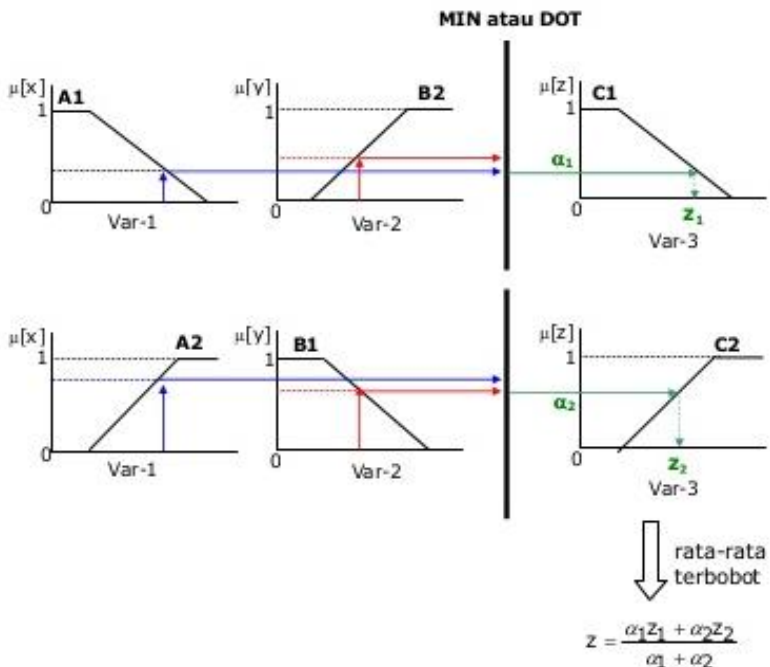 MIN atau DOT
μ[x]
A1
1
0
Var-1
μ[y]
B2
1
0
Var-2
α₁
μ[z]
C1
1
0
z₁
Var-3
μ[x]
A2
1
0
Var-1
μ[y]
B1
1
0
Var-2
α₂
μ[z]
C2
1
0
z₂
Var-3
rata-rata
terbobot
z = (α₁z₁ + α₂z₂) / (α₁ + α₂)